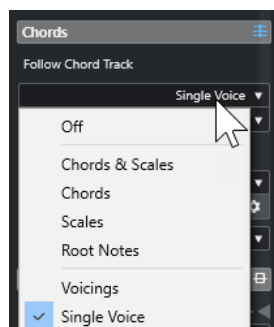 Chords
Follow Chord Track
Single Voice
Off
Chords & Scales
Chords
Scales
Root Notes
Voicings
Single Voice